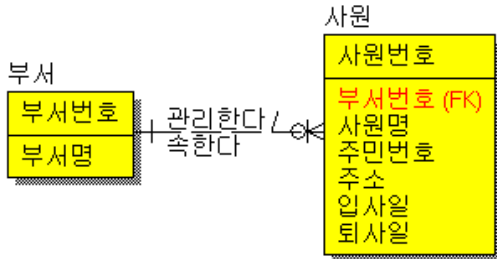 부서
부서번호
부서명
관리한다 /
속한다
사원
사원번호
부서번호 (FK)
사원명
주민번호
주소
입사일
퇴사일